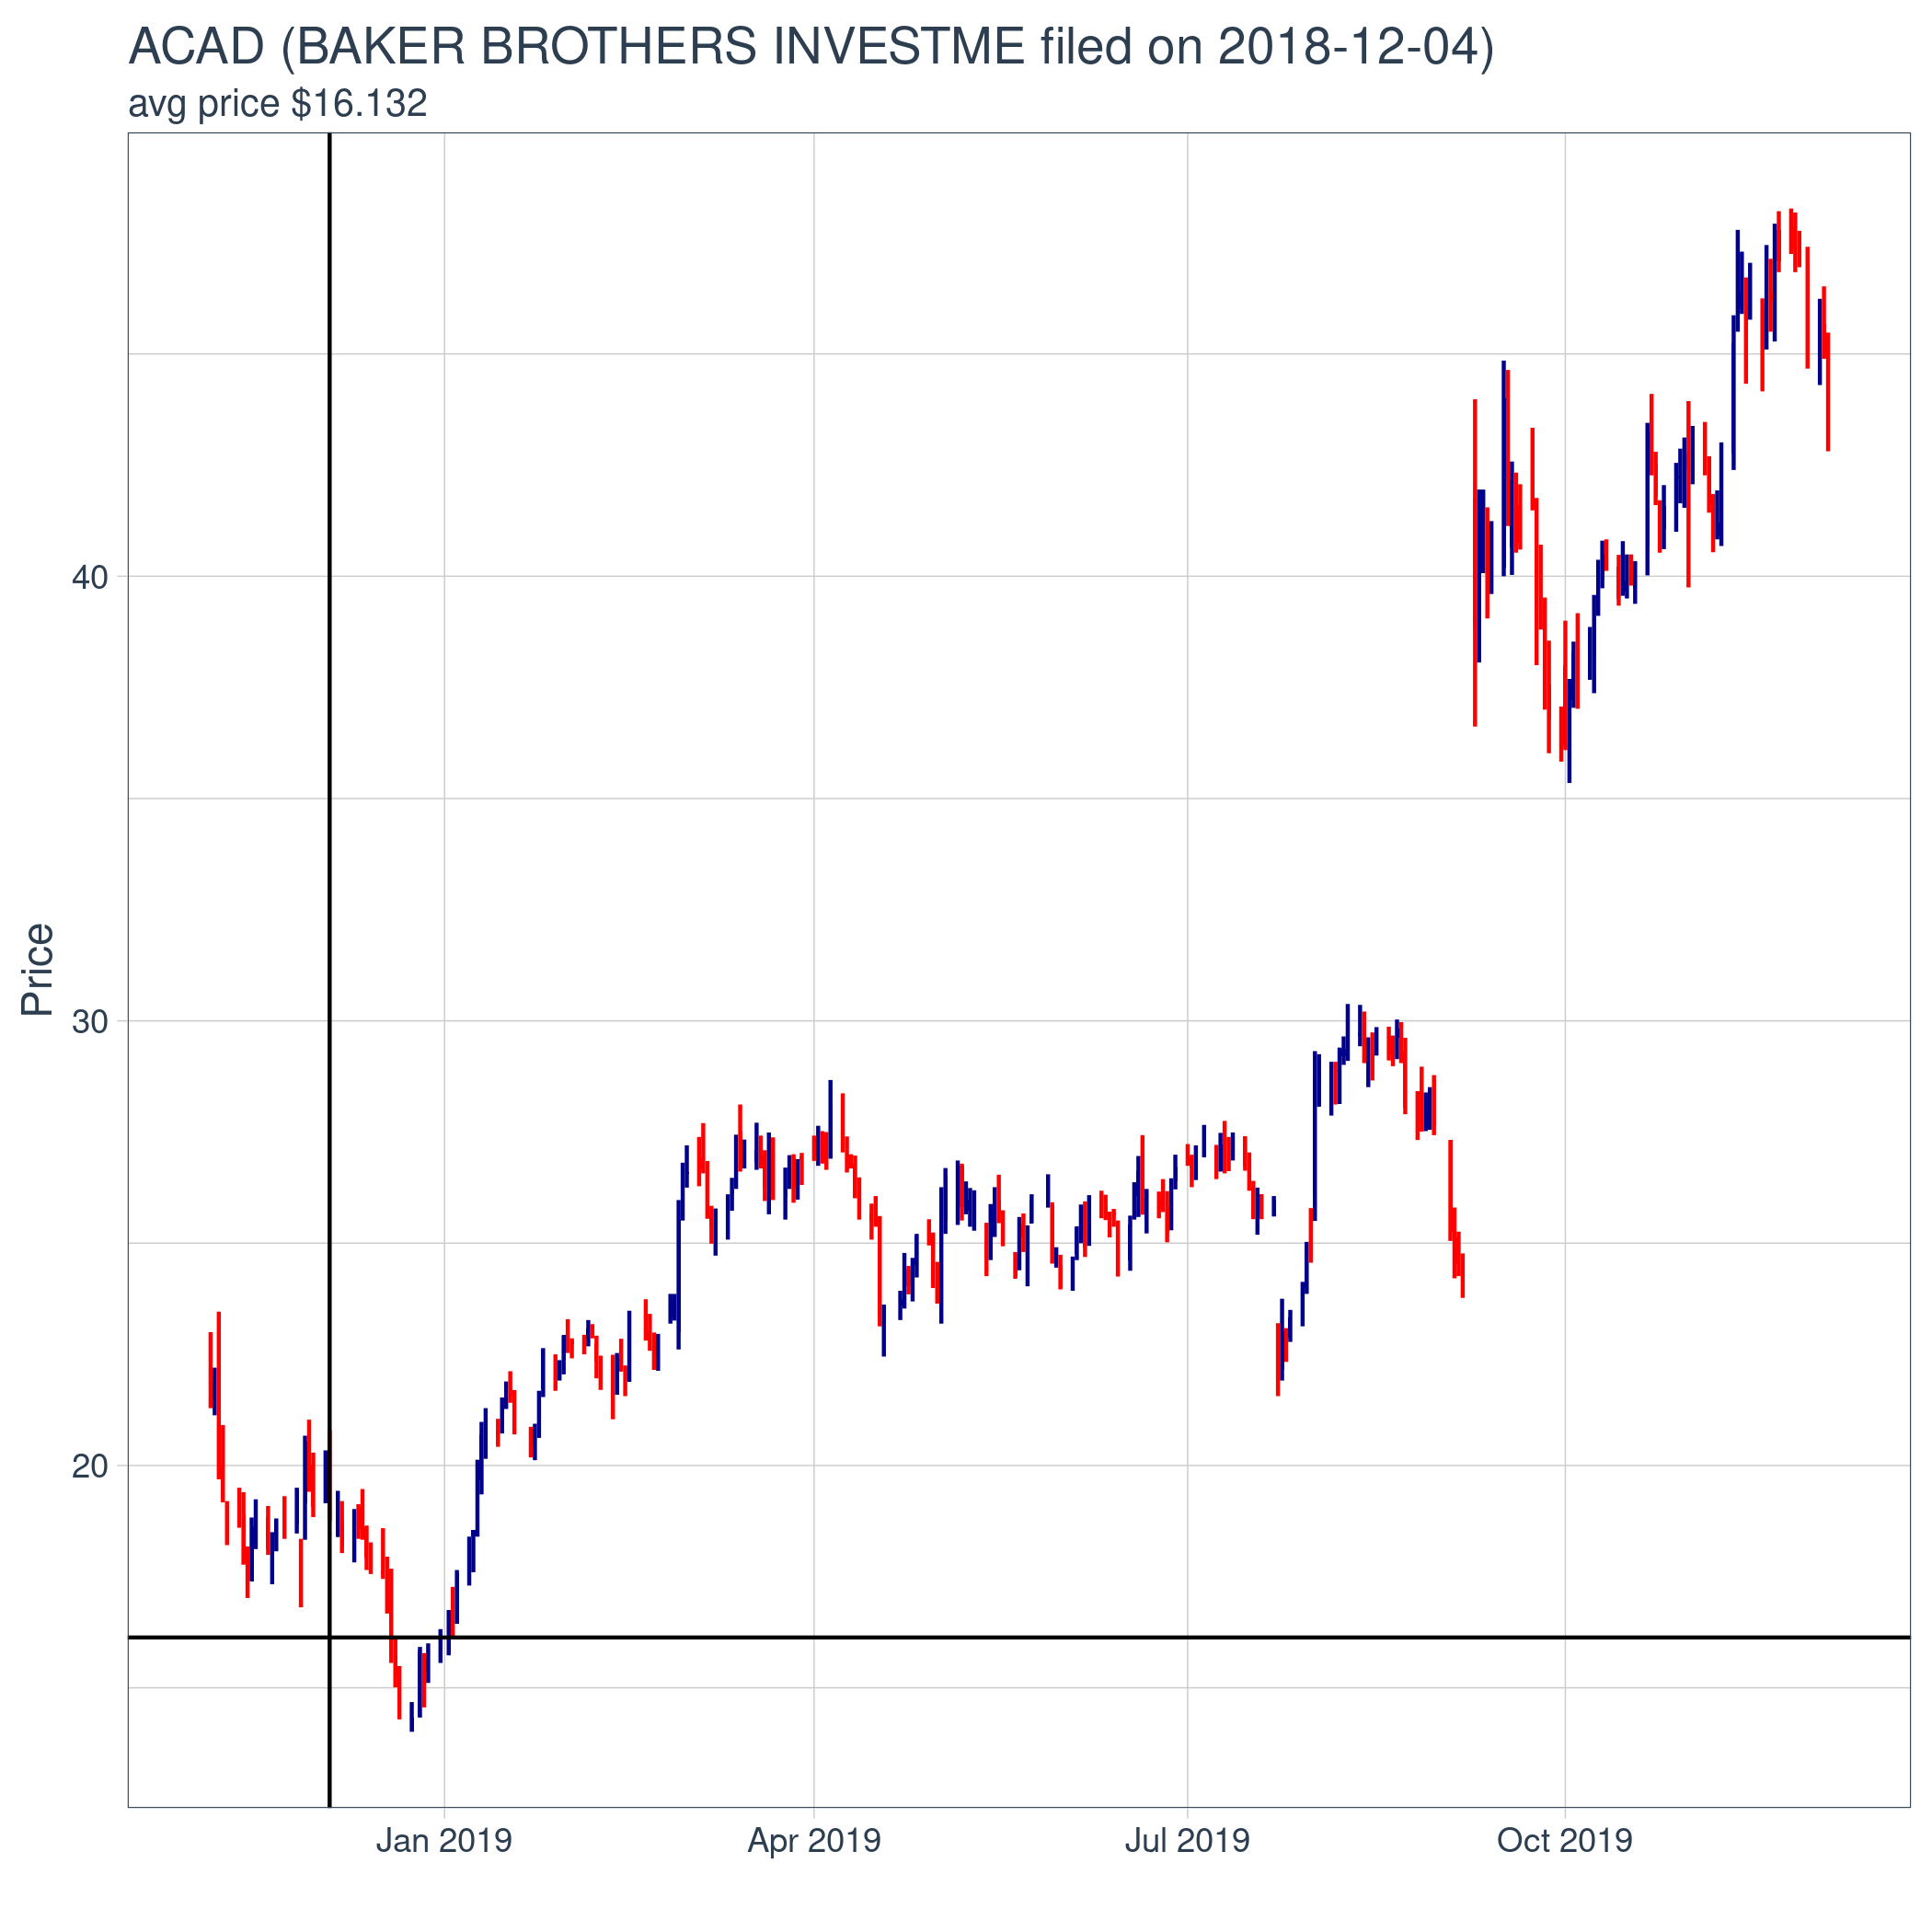 ACAD (BAKER BROTHERS INVESTME filed on 2018-12-04)
avg price $16.132
Price
40
30
20
Jan 2019
Apr 2019
Jul 2019
Oct 2019